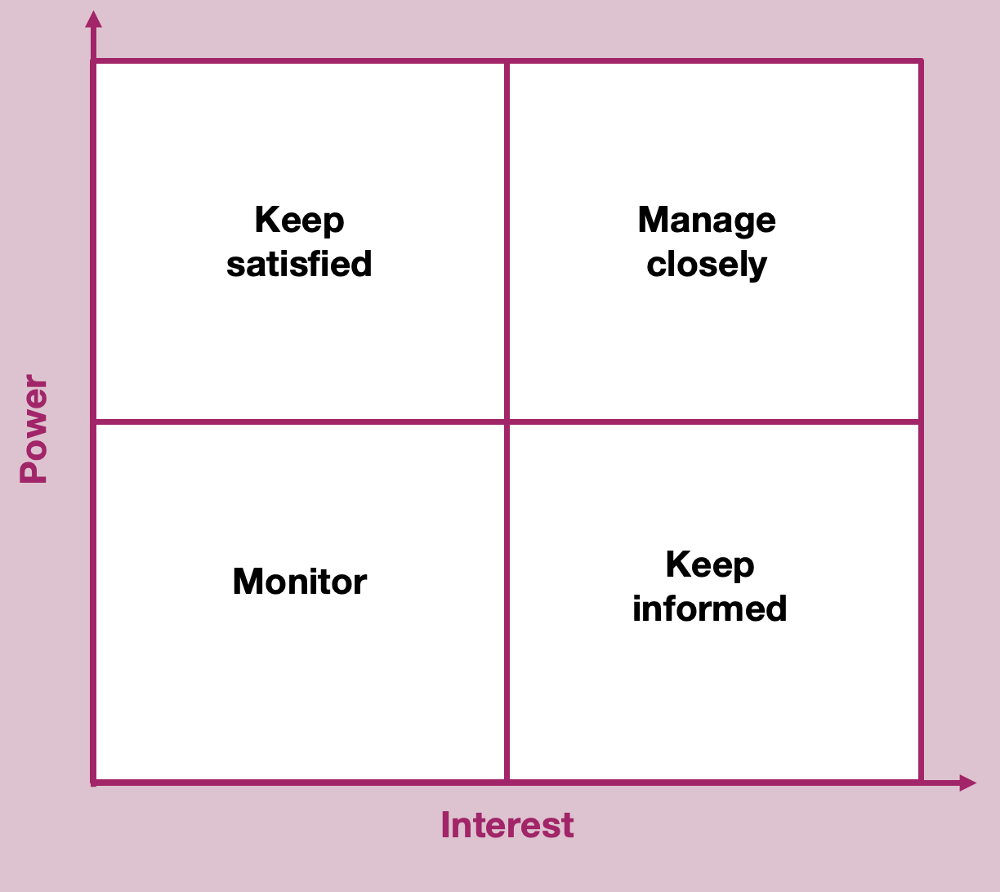 Keep
satisfied
Manage
closely
Power
Monitor
Keep
informed
Interest